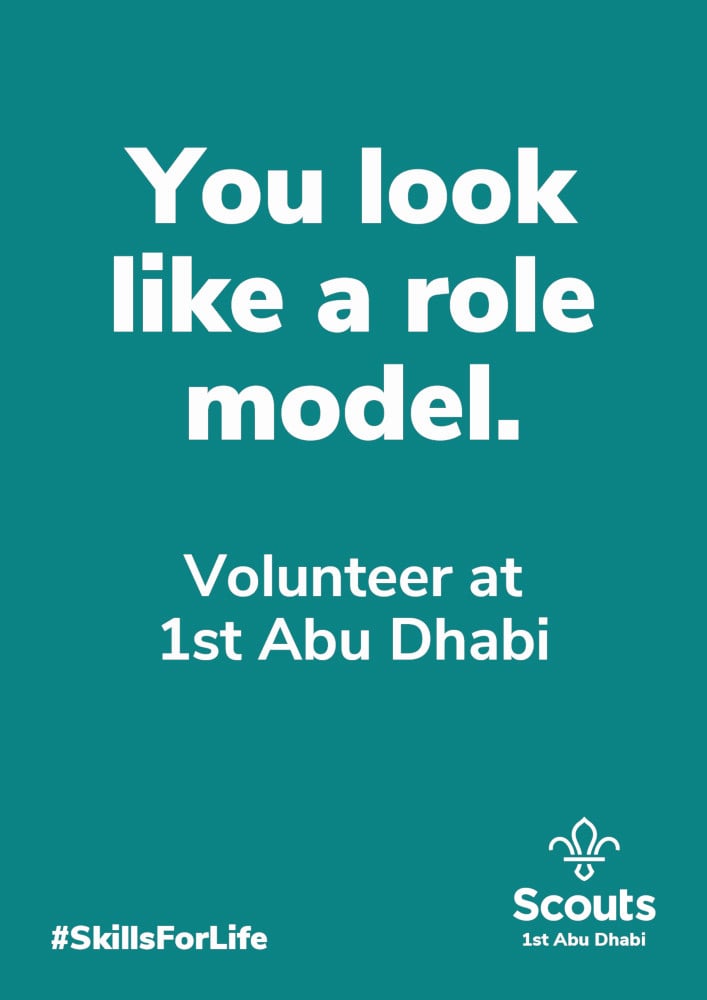 You look
like a role
model.
Volunteer at
1st Abu Dhabi
#SkillsForLife
Scouts
1st Abu Dhabi